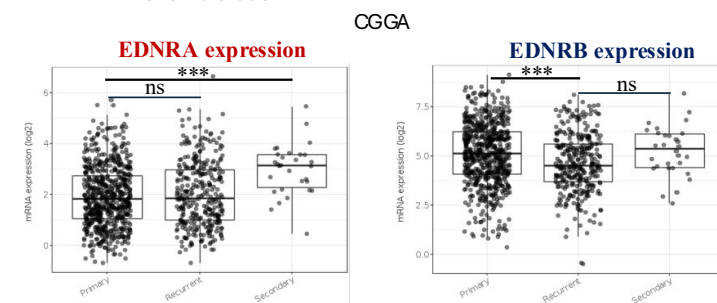 CGGA
EDNRA expression
***
ns
mRNA expression (log2)
6
4
2
0
Primary
Recurrent
Secondary
EDNRB expression
***
ns
mRNA expression (log2)
7.5
5.0
2.5
0.0
Primary
Recurrent
Secondary